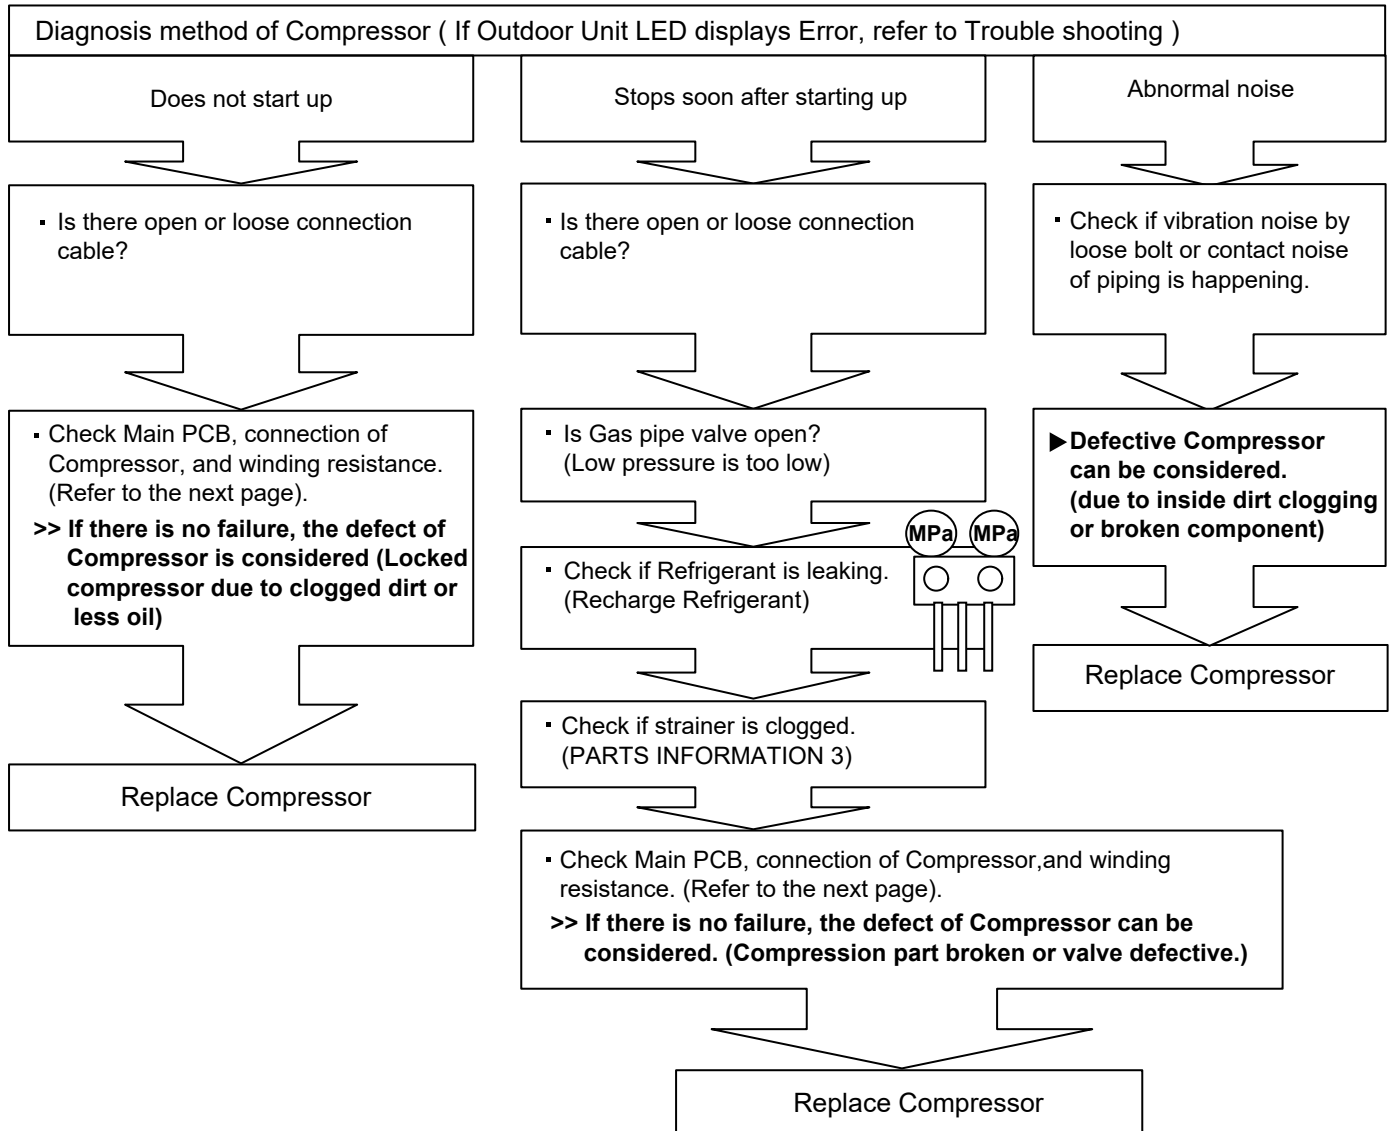 Diagnosis method of Compressor ( If Outdoor Unit LED displays Error, refer to Trouble shooting )
Does not start up
▪ Is there open or loose connection
cable?
▪ Check Main PCB, connection of
Compressor, and winding resistance.
(Refer to the next page).
>> If there is no failure, the defect of
Compressor is considered (Locked
compressor due to clogged dirt or
less oil)
Replace Compressor
Stops soon after starting up
▪ Is there open or loose connection
cable?
▪ Is Gas pipe valve open?
(Low pressure is too low)
▪ Check if Refrigerant is leaking.
(Recharge Refrigerant)
MPa MPa
▪ Check if strainer is clogged.
(PARTS INFORMATION 3)
▪ Check Main PCB, connection of Compressor,and winding
resistance. (Refer to the next page).
>> If there is no failure, the defect of Compressor can be
considered. (Compression part broken or valve defective.)
Replace Compressor
Abnormal noise
▪ Check if vibration noise by
loose bolt or contact noise
of piping is happening.
▶Defective Compressor
can be considered.
(due to inside dirt clogging
or broken component)
Replace Compressor